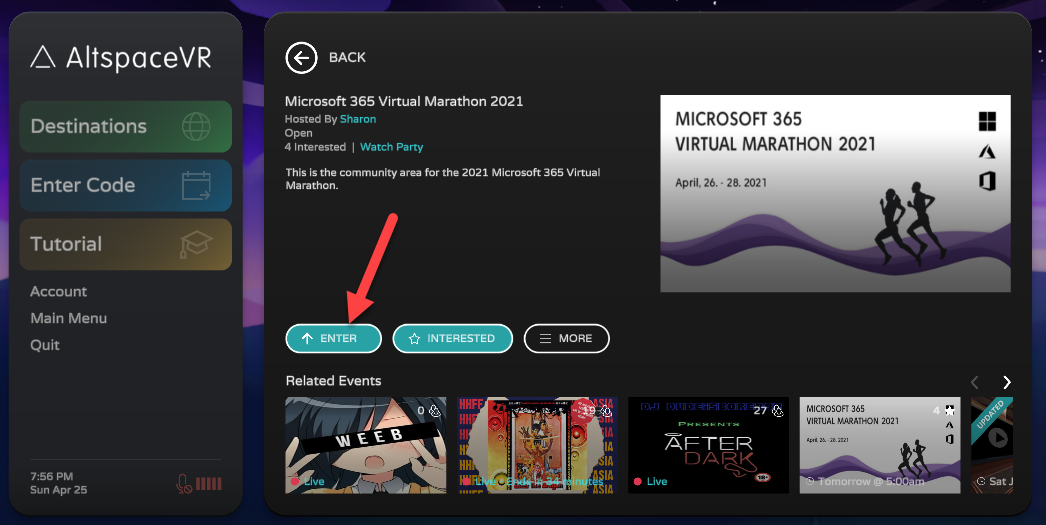 AltspaceVR
Destinations
Enter Code
Tutorial
Account
Main Menu
Quit
7:56 PM
Sun Apr 25
BACK
Microsoft 365 Virtual Marathon 2021
Hosted By Sharon
Open
4 Interested | Watch Party
This is the community area for the 2021 Microsoft 365 Virtual
Marathon.
MICROSOFT 365
VIRTUAL MARATHON 2021
April, 26. - 28. 2021
ENTER
INTERESTED
MORE
Related Events
0
WEEB
Live
HHFF
ASIA
19
Live - Ends in 34 minutes
27
PRESENTS
AFTER
DARK
18+
Live
MICROSOFT 365
VIRTUAL MARATHON 2021
April, 26. - 28. 2021
4
Tomorrow @ 5:00am
UPDATED
Sat J